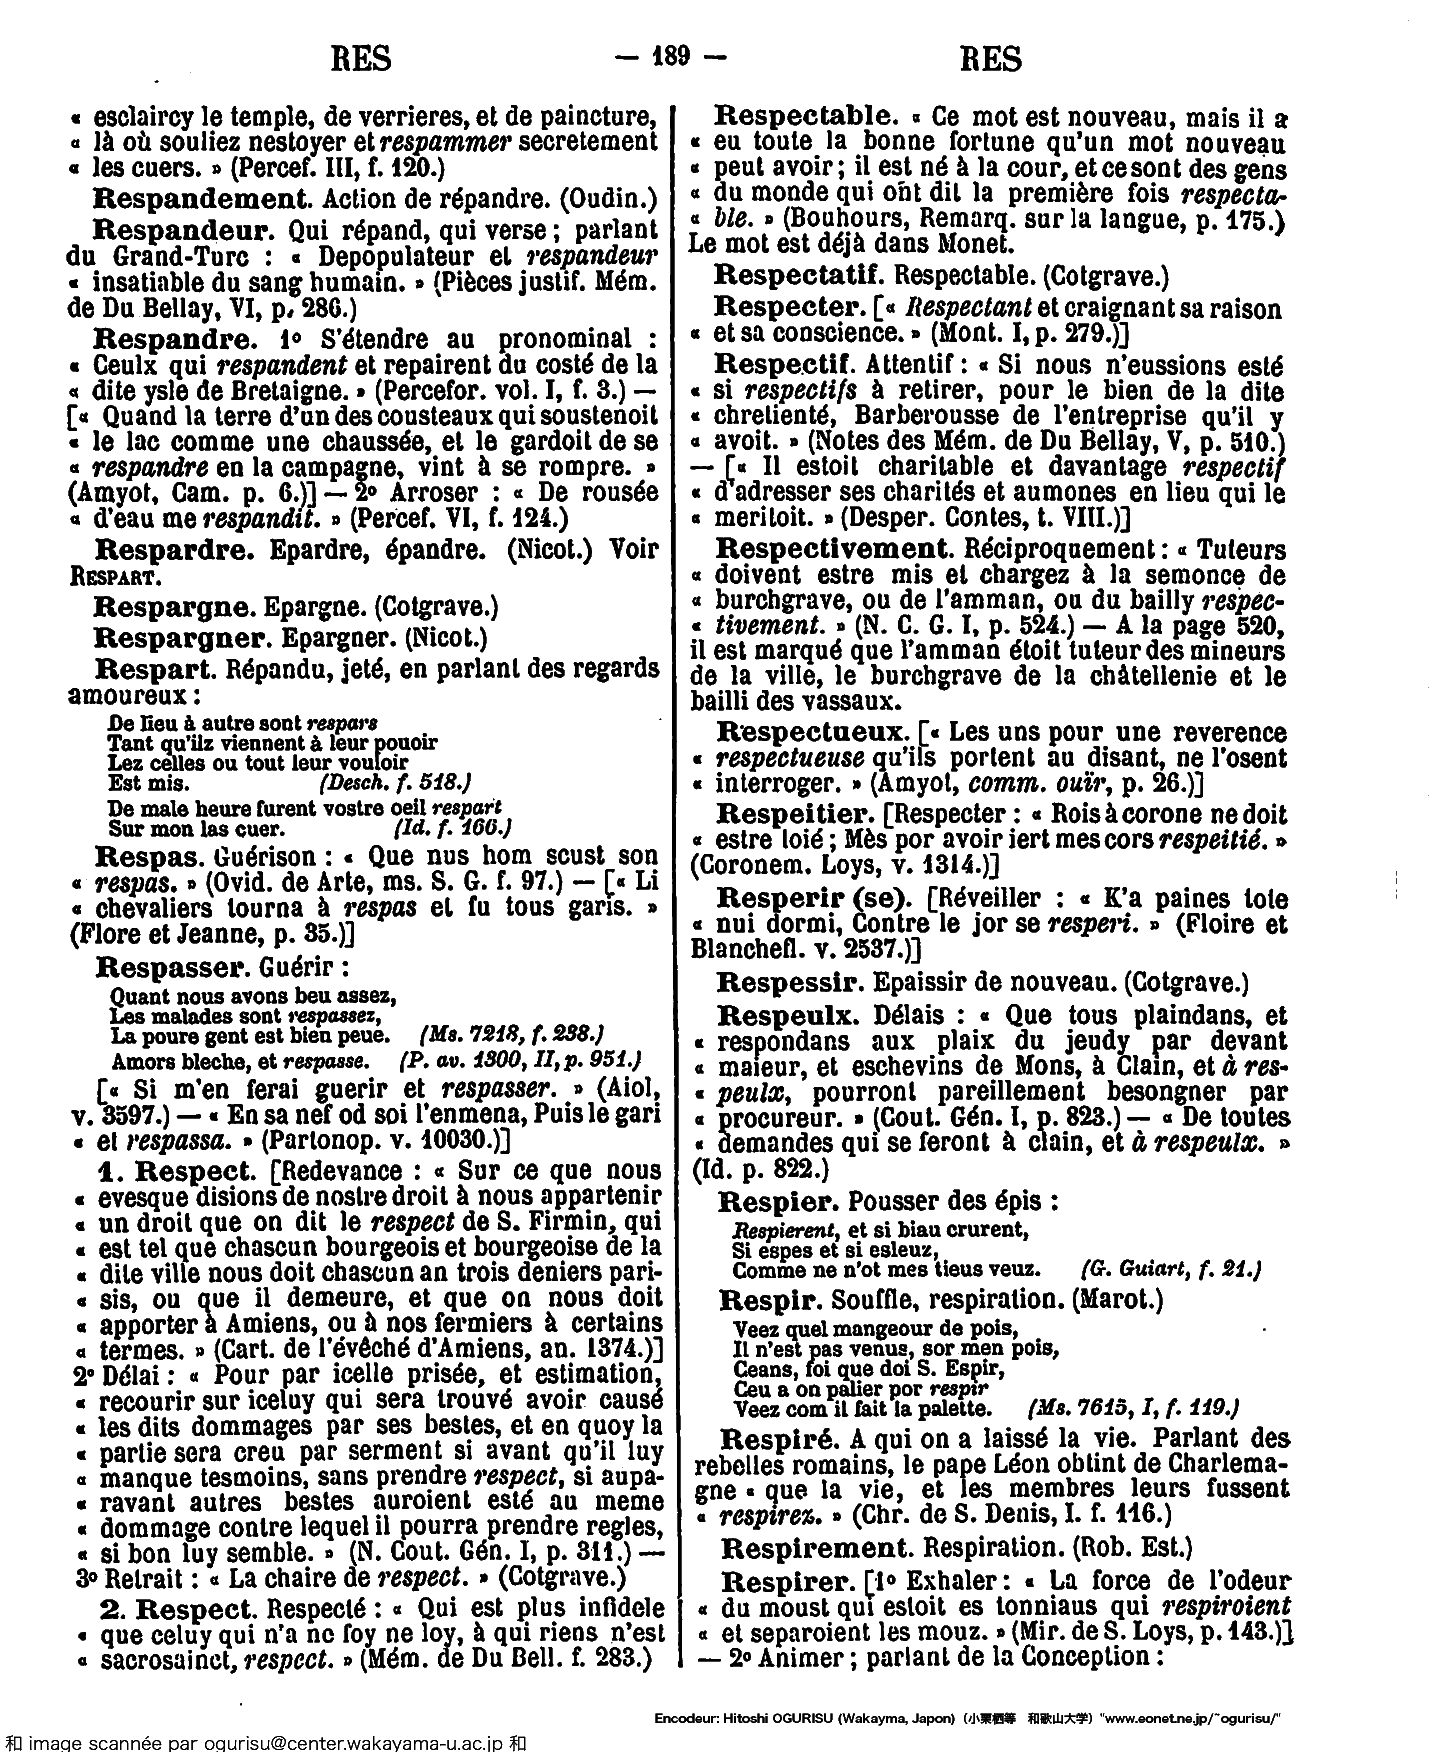 RES — 189 — RES
« esclaircy le temple, de verrieres, et de paincture,
« là où souliez nestoyer et respammer secretement
« les cuers. » (Percef. III, f. 120.)
Respandement. Action de répandre. (Oudin.)
Respandeur. Qui répand, qui verse ; parlant
du Grand-Turc : « Depopulateur et respandeur
« insatiable du sang humain. » (Pièces justif. Mém.
de Du Bellay, VI, p. 286.)
Respandre. 1º S'étendre au pronominal :
« Ceulx qui respandent et repairent du costé de la
« dite ysle de Bretaigne. » (Percefor. vol. I, f. 3.) —
[« Quand la terre d'un des cousteaux qui soustenoit
« le lac comme une chaussée, et le gardoit de se
« respandre en la campagne, vint à se rompre. »
(Amyot, Cam. p. 6.)] — 2º Arroser : « De rousée
« d'eau me respandit. » (Percef. VI, f. 124.)
Respardre. Epardre, épandre. (Nicot.) Voir
RESPART.
Respargne. Epargne. (Cotgrave.)
Respargner. Epargner. (Nicot.)
Respart. Répandu, jeté, en parlant des regards
amoureux :
De lieu à autre sont respars
Tant qu'ilz viennent à leur pouoir
Lez celles ou tout leur vouloir
Est mis. (Desch. f. 518.)
De male heure furent vostre oeil respart
Sur mon las cuer. (Id. f. 166.)
Respas. Guérison : « Que nus hom scust son
« respas. » (Ovid. de Arte, ms. S. G. f. 97.) — [« Li
« chevaliers tourna à respas et fu tous garis. »
(Flore et Jeanne, p. 35.)]
Respasser. Guérir :
Quant nous avons beu assez,
Les malades sont respassez,
La poure gent est bien peue. (Ms. 7218, f. 238.)
Amors bleche, et respasse. (P. av. 1300, II, p. 951.)
[« Si m'en ferai guerir et respasser. » (Aiol,
v. 3597.) — « En sa nef od soi l'enmena, Puis le gari
« et respassa. » (Partonop. v. 10030.)]
1. Respect. [Redevance : « Sur ce que nous
« evesque disions de nostre droit à nous appartenir
« un droit que on dit le respect de S. Firmin, qui
« est tel que chascun bourgeois et bourgeoise de la
« dite ville nous doit chascun an trois deniers pari-
« sis, ou que il demeure, et que on nous doit
« apporter à Amiens, ou à nos fermiers à certains
« termes. » (Cart. de l'évêché d'Amiens, an. 1374.)]
2º Délai : « Pour par icelle prisée, et estimation,
« recourir sur iceluy qui sera trouvé avoir causé
« les dits dommages par ses bestes, et en quoy la
« partie sera creu par serment si avant qu'il luy
« manque tesmoins, sans prendre respect, si aupa-
« ravant autres bestes auroient esté au meme
« dommage contre lequel il pourra prendre regles,
« si bon luy semble. » (N. Cout. Gén. I, p. 311.) —
3º Retrait : « La chaire de respect. » (Cotgrave.)
2. Respect. Respecté : « Qui est plus infidele
« que celuy qui n'a ne foy ne loy, à qui riens n'est
« sacrosainct, respect. » (Mém. de Du Bell. f. 283.)
Respectable. « Ce mot est nouveau, mais il a
« eu toute la bonne fortune qu'un mot nouveau
« peut avoir ; il est né à la cour, et ce sont des gens
« du monde qui ont dit la première fois respecta-
« ble. » (Bouhours, Remarq. sur la langue, p. 175.)
Le mot est déjà dans Monet.
Respectatif. Respectable. (Cotgrave.)
Respecter. [« Respectant et craignant sa raison
« et sa conscience. » (Mont. I, p. 279.)]
Respectif. Attentif : « Si nous n'eussions esté
« si respectifs à retirer, pour le bien de la dite
« chretienté, Barberousse de l'entreprise qu'il y
« avoit. » (Notes des Mém. de Du Bellay, V, p. 510.)
— [« Il estoit charitable et davantage respectif
« d'adresser ses charités et aumones en lieu qui le
« meritoit. » (Desper. Contes, t. VIII.)]
Respectivement. Réciproquement : « Tuteurs
« doivent estre mis et chargez à la semonce de
« burchgrave, ou de l'amman, ou du bailly respec-
« tivement. » (N. C. G. I, p. 524.) — A la page 520,
il est marqué que l'amman étoit tuteur des mineurs
de la ville, le burchgrave de la châtellenie et le
bailli des vassaux.
Respectueux. [« Les uns pour une reverence
« respectueuse qu'ils portent au disant, ne l'osent
« interroger. » (Amyot, comm. ouïr, p. 26.)]
Respeitier. [Respecter : « Rois à corone ne doit
« estre loié ; Mès por avoir iert mes cors respeitié. »
(Coronem. Loys, v. 1314.)]
Resperir (se). [Réveiller : « K'a paines tote
« nui dormi, Contre le jor se resperi. » (Floire et
Blanchefl. v. 2537.)]
Respessir. Epaissir de nouveau. (Cotgrave.)
Respeulx. Délais : « Que tous plaindans, et
« respondans aux plaix du jeudy par devant
« maieur, et eschevins de Mons, à Clain, et à res-
« peulx, pourront pareillement besongner par
« procureur. » (Cout. Gén. I, p. 823.) — « De toutes
« demandes qui se feront à clain, et à respeulx. »
(Id. p. 822.)
Respier. Pousser des épis :
Respierent, et si biau crurent,
Si espes et si esleuz,
Comme ne n'ot mes tieus veuz. (G. Guiart, f. 21.)
Respir. Souffle, respiration. (Marot.)
Veez quel mangeour de pois,
Il n'est pas venus, sor men pois,
Ceans, foi que doi S. Espir,
Ceu a on palier por respir
Veez com il fait la palette. (Ms. 7615, I, f. 119.)
Respiré. A qui on a laissé la vie. Parlant des
rebelles romains, le pape Léon obtint de Charlema-
gne « que la vie, et les membres leurs fussent
« respirez. » (Chr. de S. Denis, I. f. 116.)
Respirement. Respiration. (Rob. Est.)
Respirer. [1º Exhaler : « La force de l'odeur
« du moust qui estoit es tonniaus qui respiroient
« et separoient les mouz. » (Mir. de S. Loys, p. 143.)]
— 2º Animer ; parlant de la Conception :
Encodeur: Hitoshi OGURISU (Wakayma, Japon) (小栗栖等 和歌山大学) "www.eonet.ne.jp/~ogurisu/"
和 image scannée par ogurisu@center.wakayama-u.ac.jp 和